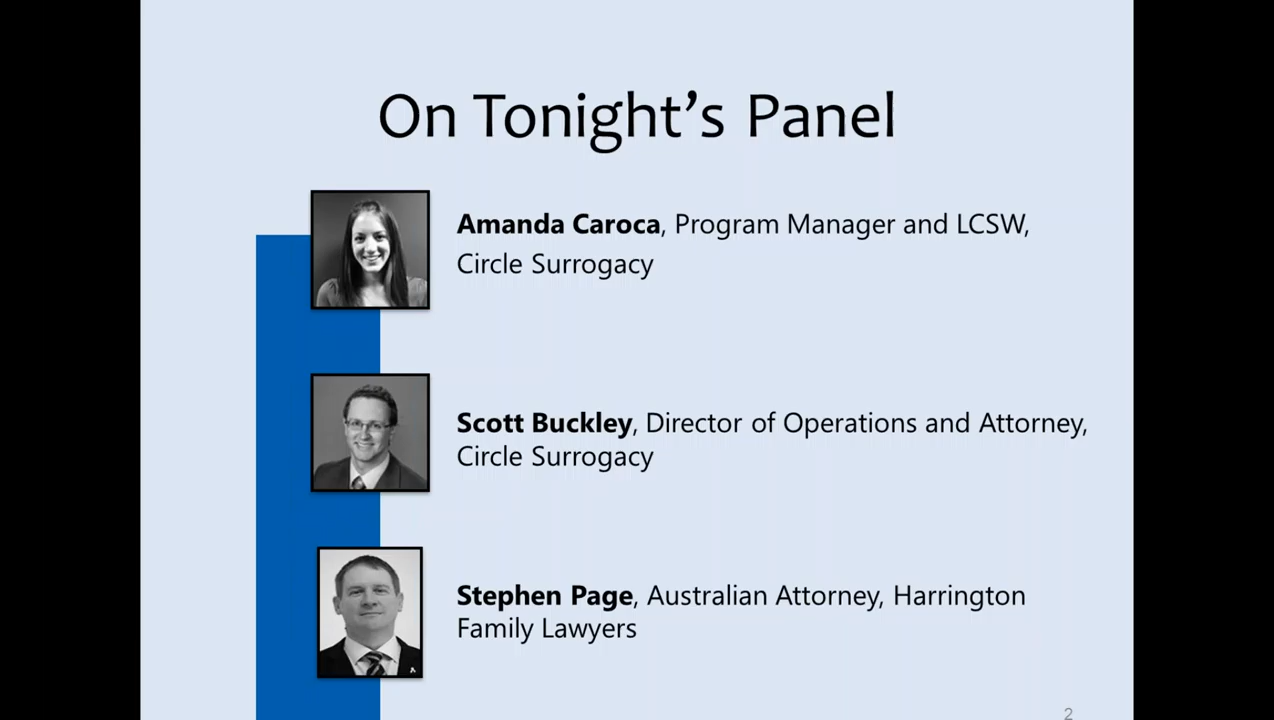 On Tonight’s Panel
Amanda Caroca, Program Manager and LCSW,
Circle Surrogacy
Scott Buckley, Director of Operations and Attorney,
Circle Surrogacy
Stephen Page, Australian Attorney, Harrington
Family Lawyers
2